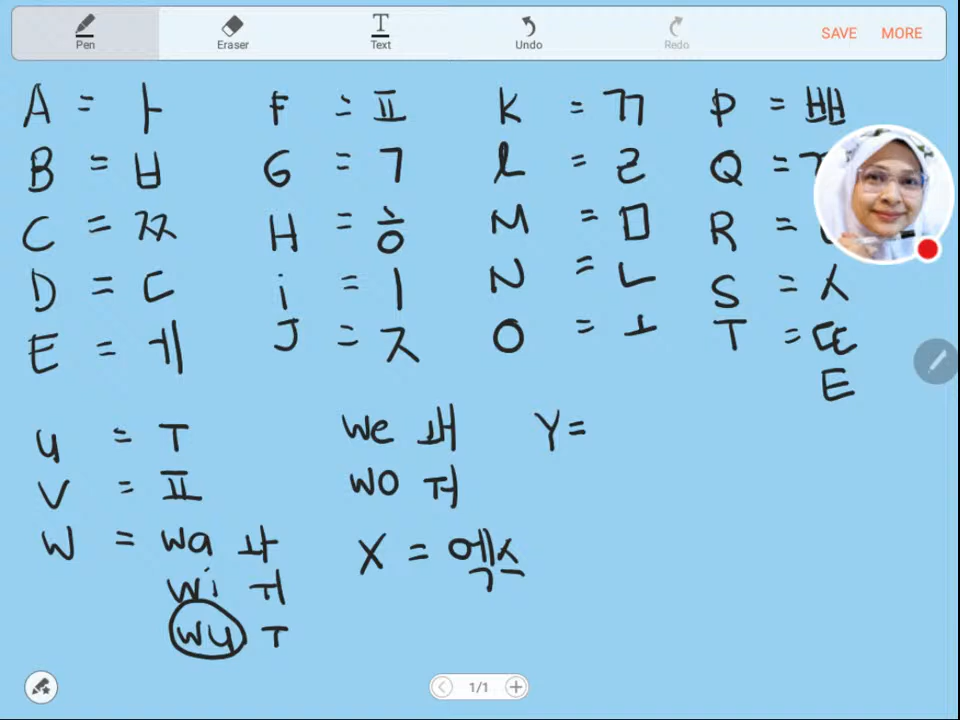 Pen Eraser Text Undo Redo SAVE MORE
A = ㅏ F = ㅍ K = ㄲ P = ㅃ
B = ㅂ G = ㄱ L = ㄹ Q =
C = ㅉ H = ㅎ M = ㅁ R =
D = ㄷ i = ㅣ N = ㄴ S = ㅅ
E = ㅔ J = ㅈ O = ㅗ T = ㄸ
ㅌ
u = ㅜ we ㅙ Y =
V = ㅍ wo ㅝ
W = wa ㅘ X = 엑스
wi ㅟ
wu ㅜ
1/1